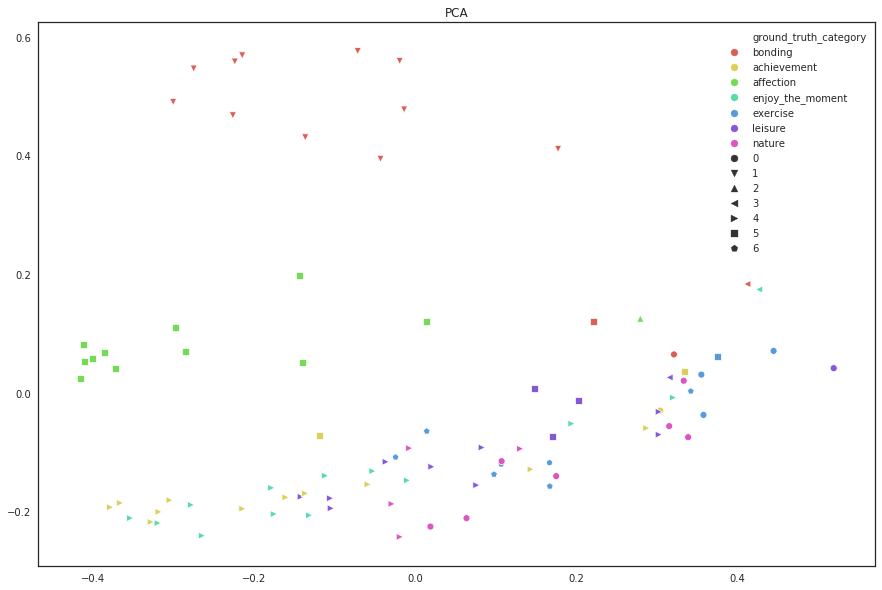 PCA
0.6
0.4
0.2
0.0
−0.2
−0.4
−0.2
0.0
0.2
0.4
ground_truth_category
bonding
achievement
affection
enjoy_the_moment
exercise
leisure
nature
0
1
2
3
4
5
6